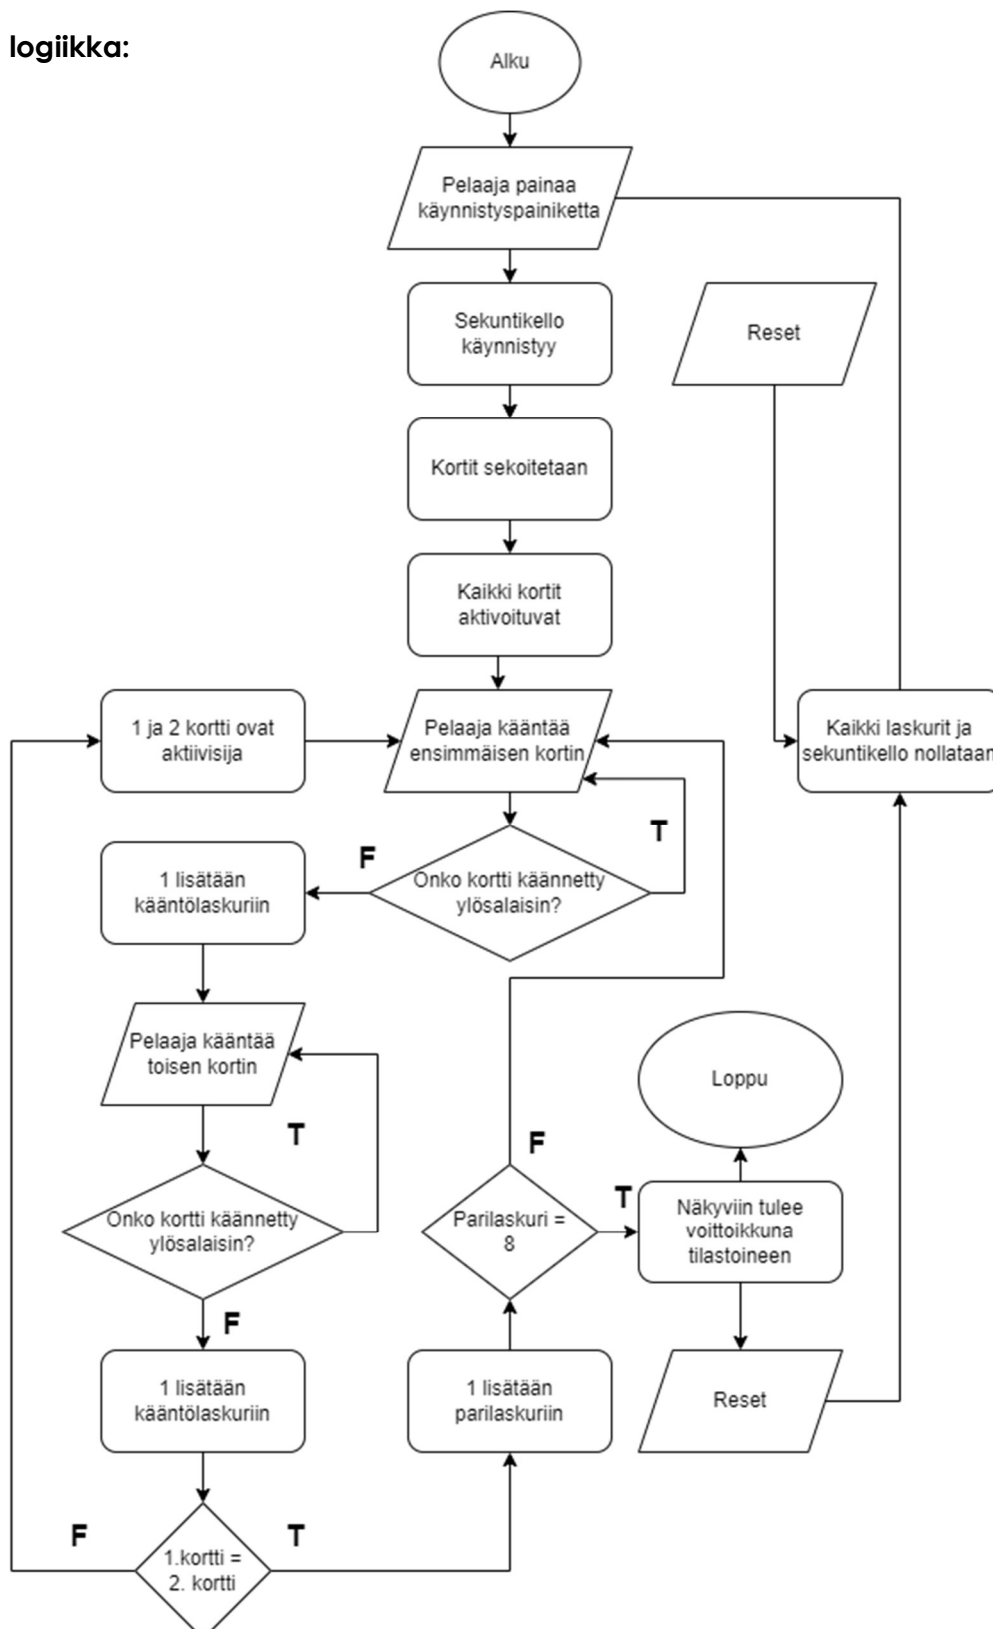 logiikka:
Alku
Pelaaja painaa
käynnistyspainiketta
Sekuntikello
käynnistyy
Reset
Kortit sekoitetaan
Kaikki kortit
aktivoituvat
1 ja 2 kortti ovat
aktiivisija
Pelaaja kääntää
ensimmäisen kortin
Kaikki laskurit ja
sekuntikello nollataan
T
F
Onko kortti käännetty
ylösalaisin?
1 lisätään
kääntölaskuriin
Pelaaja kääntää
toisen kortin
Loppu
T
F
Onko kortti käännetty
ylösalaisin?
Parilaskuri =
8
T
Näkyviin tulee
voittoikkuna
tilastoineen
F
1 lisätään
kääntölaskuriin
1 lisätään
parilaskuriin
Reset
F
T
1.kortti =
2. kortti